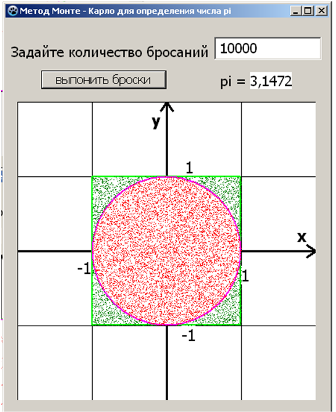 Метод Монте - Карло для определения числа pi
Задайте количество бросаний 10000
выпонить броски pi = 3,1472
y
1
x
-1 1
-1